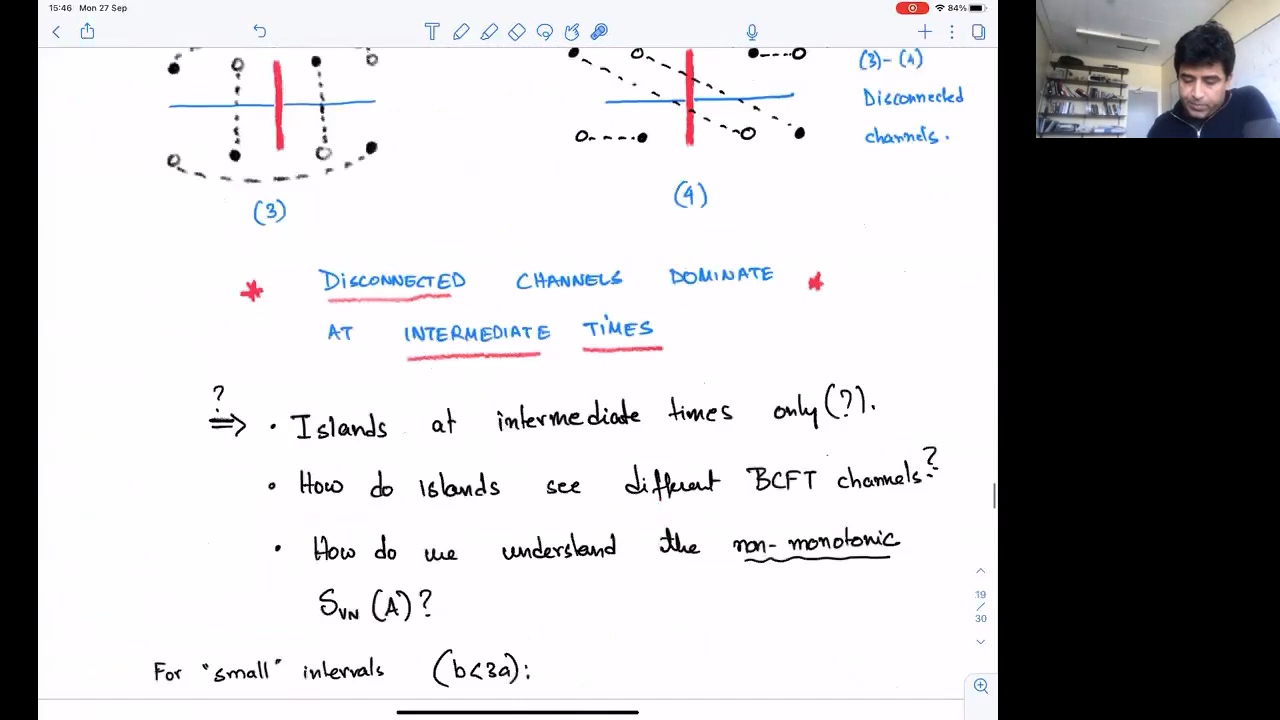 15:46 Mon 27 Sep
84%
(3)-(4)
Disconnected
channels.
(3)
(4)
* DISCONNECTED CHANNELS DOMINATE *
AT INTERMEDIATE TIMES
?
⇒ • Islands at intermediate times only(?).
• How do islands see different BCFT channels?
• How do we understand the non-monotonic
SVN (A)?
For "small" intervals (b<3a):
19
/
30